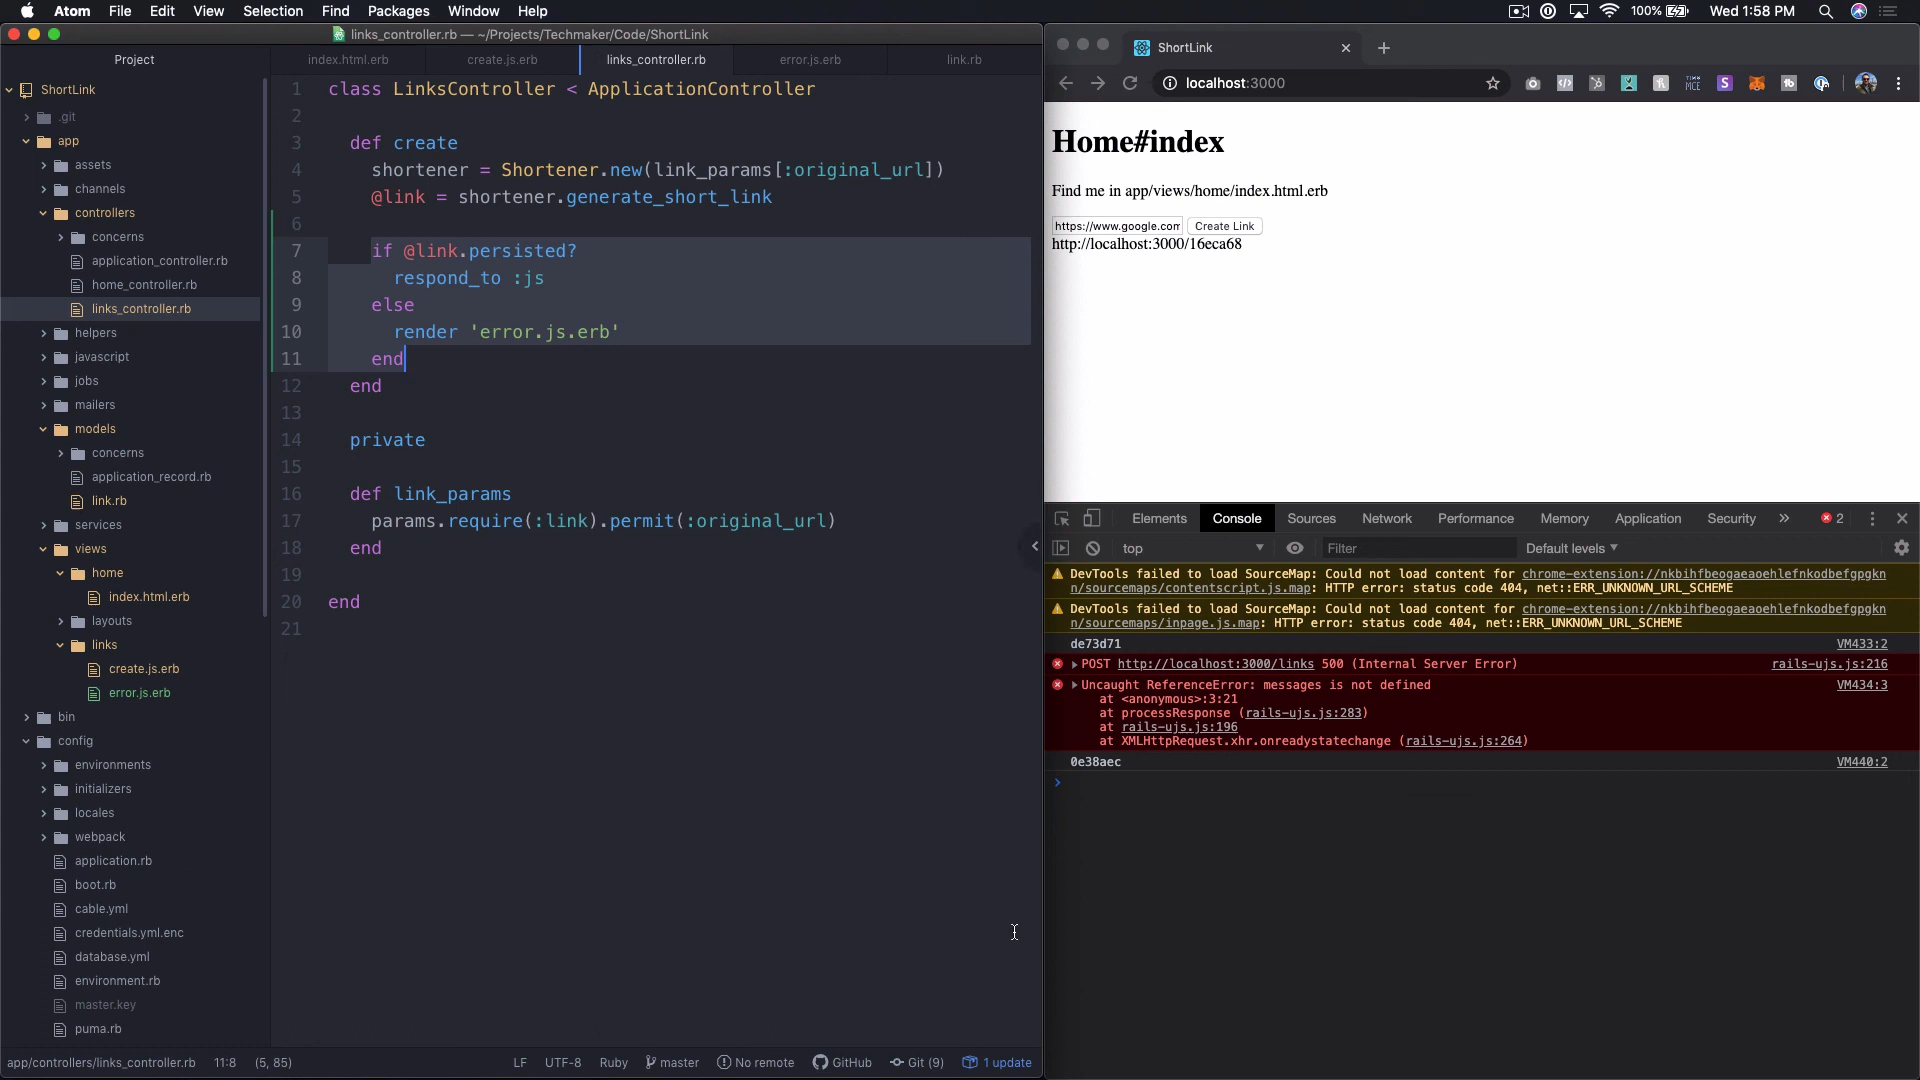 Atom File Edit View Selection Find Packages Window Help
100% Wed 1:58 PM
links_controller.rb — ~/Projects/Techmaker/Code/ShortLink
Project
index.html.erb create.js.erb links_controller.rb error.js.erb link.rb
ShortLink
.git
app
assets
channels
controllers
concerns
application_controller.rb
home_controller.rb
links_controller.rb
helpers
javascript
jobs
mailers
models
concerns
application_record.rb
link.rb
services
views
home
index.html.erb
layouts
links
create.js.erb
error.js.erb
bin
config
environments
initializers
locales
webpack
application.rb
boot.rb
cable.yml
credentials.yml.enc
database.yml
environment.rb
master.key
puma.rb
1 class LinksController < ApplicationController
2
3 def create
4 shortener = Shortener.new(link_params[:original_url])
5 @link = shortener.generate_short_link
6
7 if @link.persisted?
8 respond_to :js
9 else
10 render 'error.js.erb'
11 end
12 end
13
14 private
15
16 def link_params
17 params.require(:link).permit(:original_url)
18 end
19
20 end
21
app/controllers/links_controller.rb 11:8 (5, 85) LF UTF-8 Ruby master No remote GitHub Git (9) 1 update
ShortLink
localhost:3000
Home#index
Find me in app/views/home/index.html.erb
https://www.google.com Create Link
http://localhost:3000/16eca68
Elements Console Sources Network Performance Memory Application Security » 2
top Filter Default levels
DevTools failed to load SourceMap: Could not load content for chrome-extension://nkbihfbeogaeaoehlefnkodbefgpgkn
n/sourcemaps/contentscript.js.map: HTTP error: status code 404, net::ERR_UNKNOWN_URL_SCHEME
DevTools failed to load SourceMap: Could not load content for chrome-extension://nkbihfbeogaeaoehlefnkodbefgpgkn
n/sourcemaps/inpage.js.map: HTTP error: status code 404, net::ERR_UNKNOWN_URL_SCHEME
de73d71 VM433:2
POST http://localhost:3000/links 500 (Internal Server Error) rails-ujs.js:216
Uncaught ReferenceError: messages is not defined VM434:3
at <anonymous>:3:21
at processResponse (rails-ujs.js:283)
at rails-ujs.js:196
at XMLHttpRequest.xhr.onreadystatechange (rails-ujs.js:264)
0e38aec VM440:2